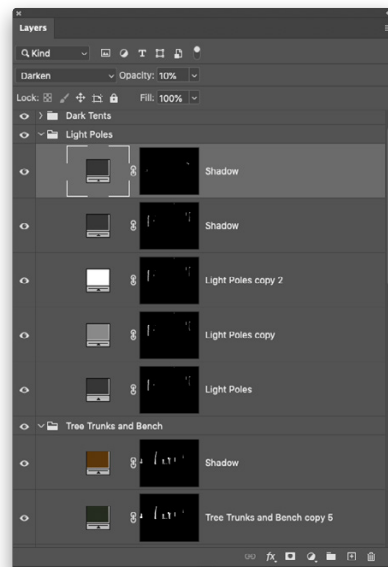 Layers
Kind
Darken Opacity: 10%
Lock: Fill: 100%
Dark Tents
Light Poles
Shadow
Shadow
Light Poles copy 2
Light Poles copy
Light Poles
Tree Trunks and Bench
Shadow
Tree Trunks and Bench copy 5
fx